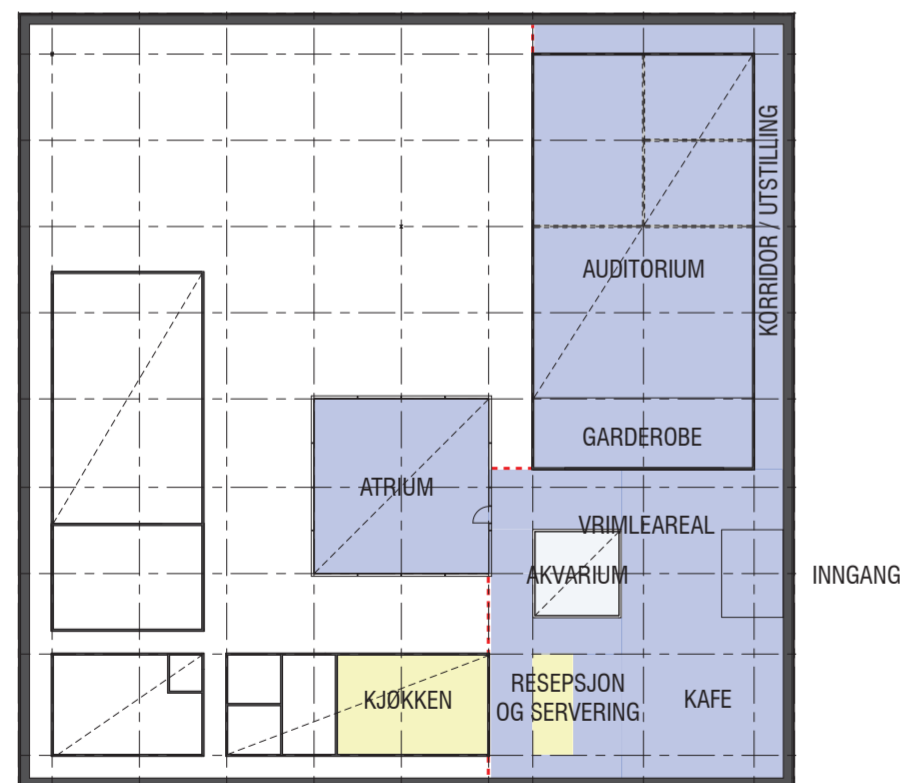 KORRIDOR / UTSTILLING
AUDITORIUM
GARDEROBE
ATRIUM
VRIMLEAREAL
AKVARIUM
INNGANG
KJØKKEN
RESEPSJON
OG SERVERING
KAFE